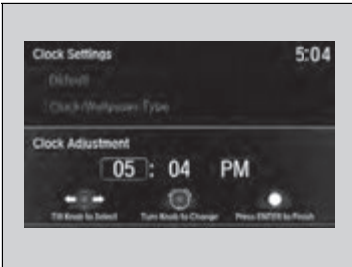 Clock Settings 5:04
Default
Clock/Wallpaper Type
Clock Adjustment
05 : 04 PM
Tilt Knob to Select Turn Knob to Change Press ENTER to Finish